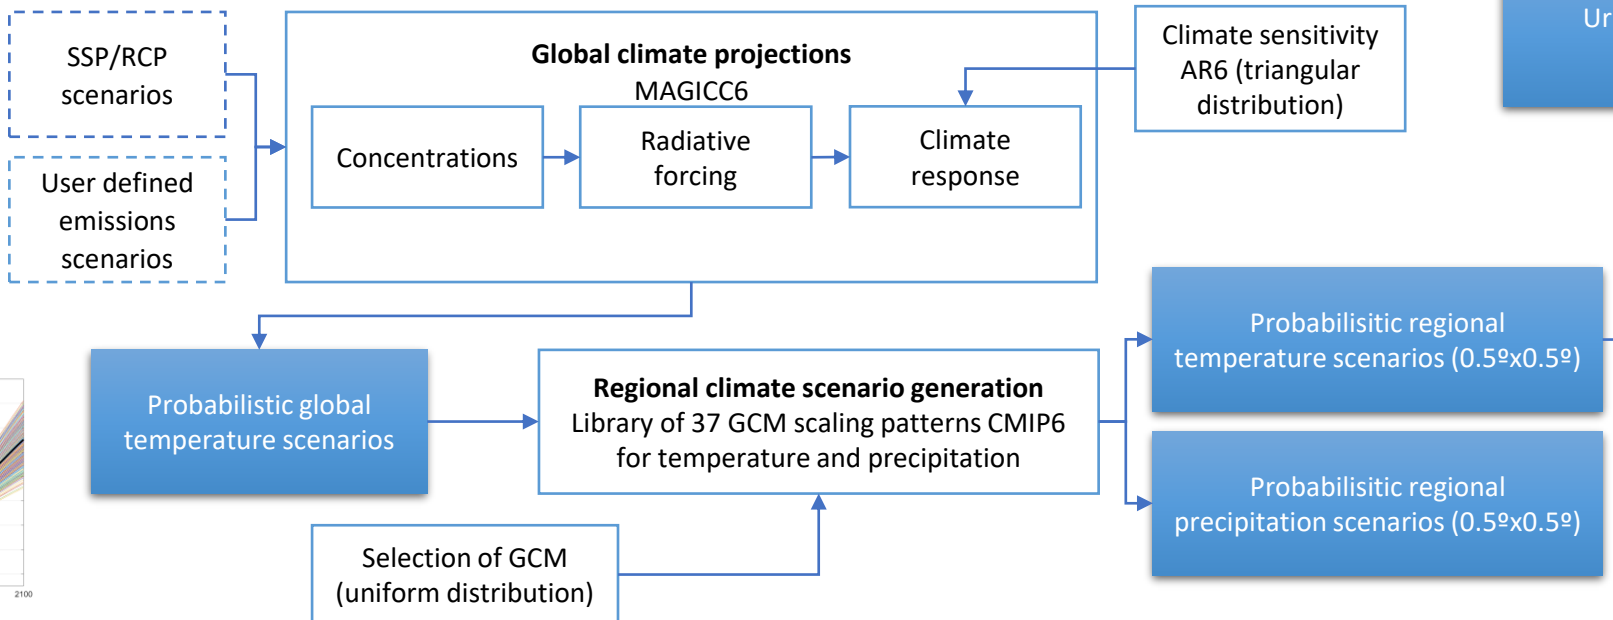 SSP/RCP
scenarios
User defined
emissions
scenarios
Global climate projections
MAGICC6
Concentrations
Radiative
forcing
Climate
response
Climate sensitivity
AR6 (triangular
distribution)
Ur
Probabilistic global
temperature scenarios
Regional climate scenario generation
Library of 37 GCM scaling patterns CMIP6
for temperature and precipitation
Selection of GCM
(uniform distribution)
Probabilisitic regional
temperature scenarios (0.5ºx0.5º)
Probabilisitic regional
precipitation scenarios (0.5ºx0.5º)
2100